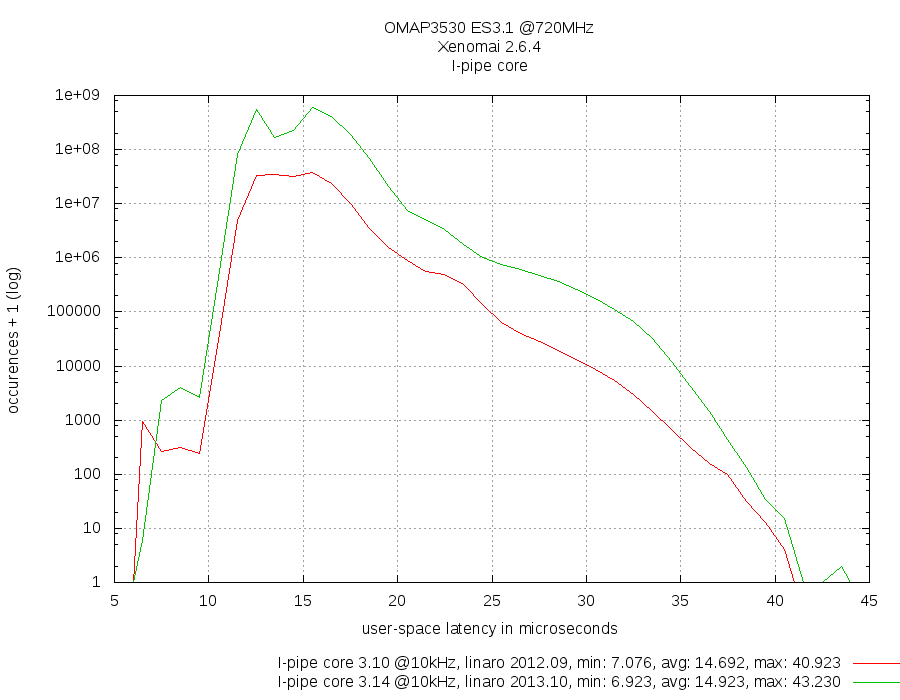 OMAP3530 ES3.1 @720MHz
Xenomai 2.6.4
I-pipe core
1e+09
1e+08
1e+07
1e+06
100000
10000
1000
100
10
1
occurences + 1 (log)
5 10 15 20 25 30 35 40 45
user-space latency in microseconds
I-pipe core 3.10 @10kHz, linaro 2012.09, min: 7.076, avg: 14.692, max: 40.923
I-pipe core 3.14 @10kHz, linaro 2013.10, min: 6.923, avg: 14.923, max: 43.230